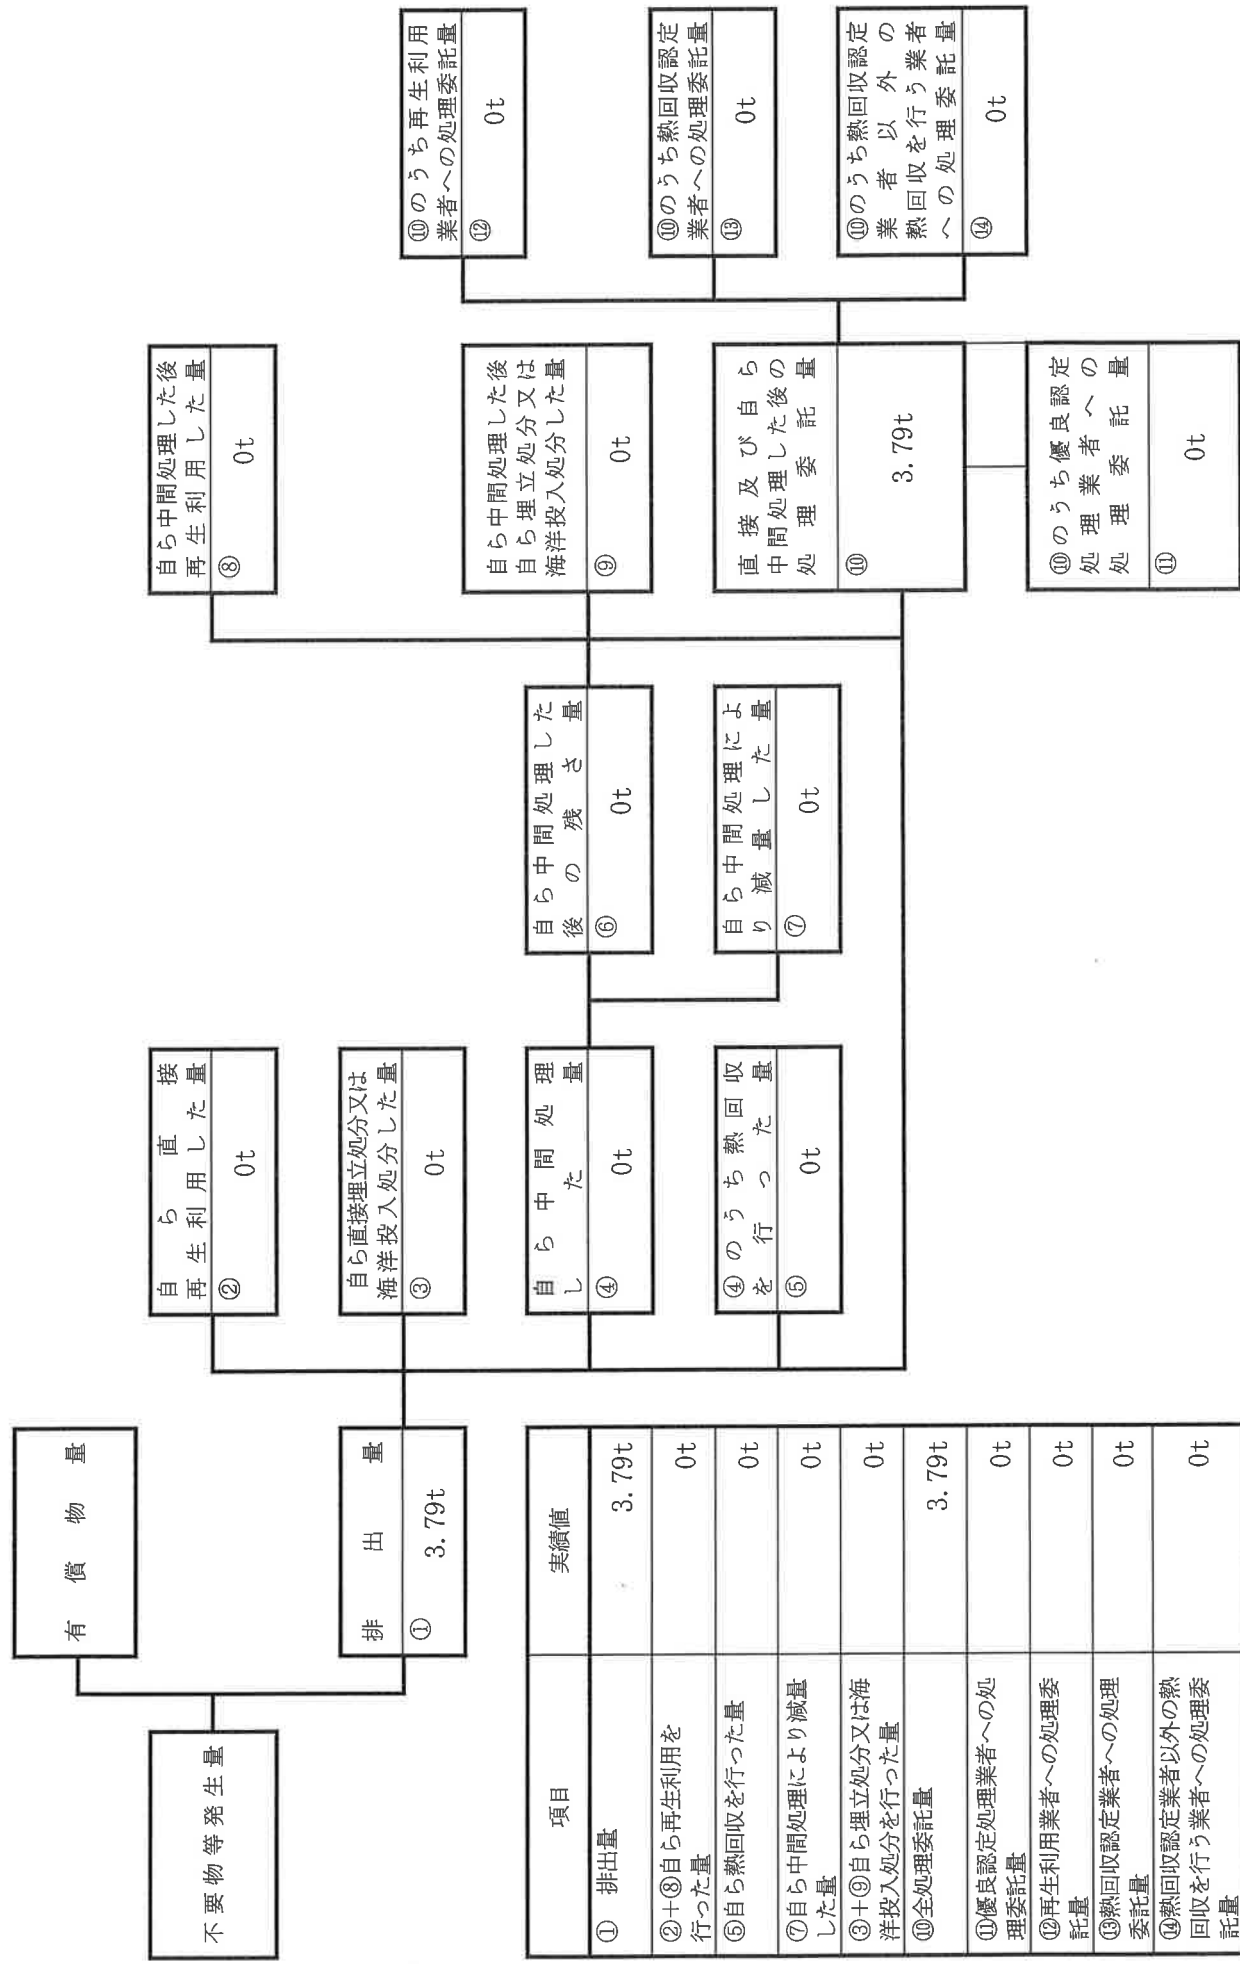 不要物等発生量
有償物量
排出量
① 3.79t
自ら直接
再生利用した量
② 0t
自ら直接埋立処分又は
海洋投入処分した量
③ 0t
自ら中間処理
した量
④ 0t
④のうち熱回収
を行った量
⑤ 0t
自ら中間処理した
後の残さ量
⑥ 0t
自ら中間処理によ
り減量した量
⑦ 0t
自ら中間処理した後
再生利用した量
⑧ 0t
自ら中間処理した後
自ら埋立処分又は
海洋投入処分した量
⑨ 0t
直接及び自ら
中間処理した後の
処理委託量
⑩ 3.79t
⑩のうち優良認定
処理業者への
処理委託量
⑪ 0t
⑩のうち再生利用
業者への処理委託量
⑫ 0t
⑩のうち熱回収認定
業者への処理委託量
⑬ 0t
⑩のうち熱回収認定
業者以外の
熱回収を行う業者
への処理委託量
⑭ 0t
項目 実績値
① 排出量 3.79t
②+⑧自ら再生利用を
行った量 0t
⑤自ら熱回収を行った量 0t
⑦自ら中間処理により減量
した量 0t
③+⑨自ら埋立処分又は海
洋投入処分を行った量 0t
⑩全処理委託量 3.79t
⑪優良認定処理業者への処
理委託量 0t
⑫再生利用業者への処理委
託量 0t
⑬熱回収認定業者への処理
委託量 0t
⑭熱回収認定業者以外の熱
回収を行う業者への処理委
託量 0t